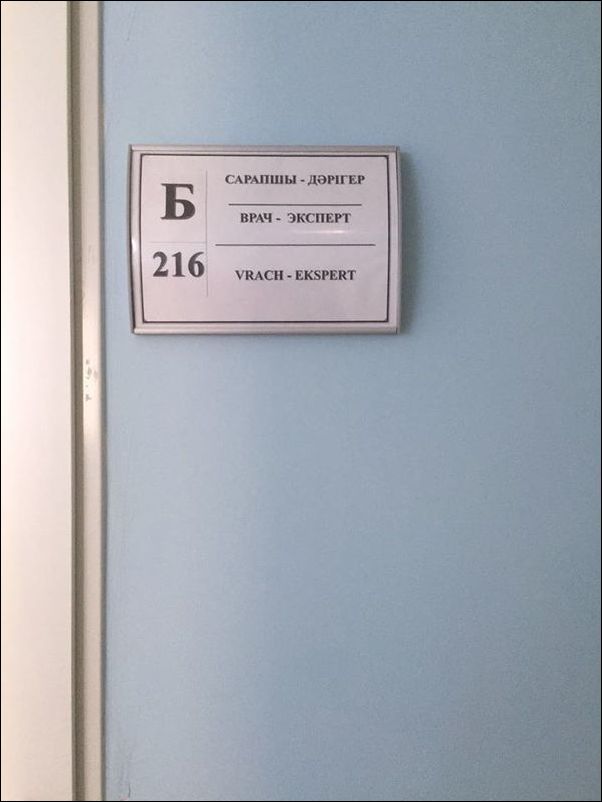 Б
216
САРАПШЫ - ДӘРІГЕР
ВРАЧ - ЭКСПЕРТ
VRACH - EKSPERT